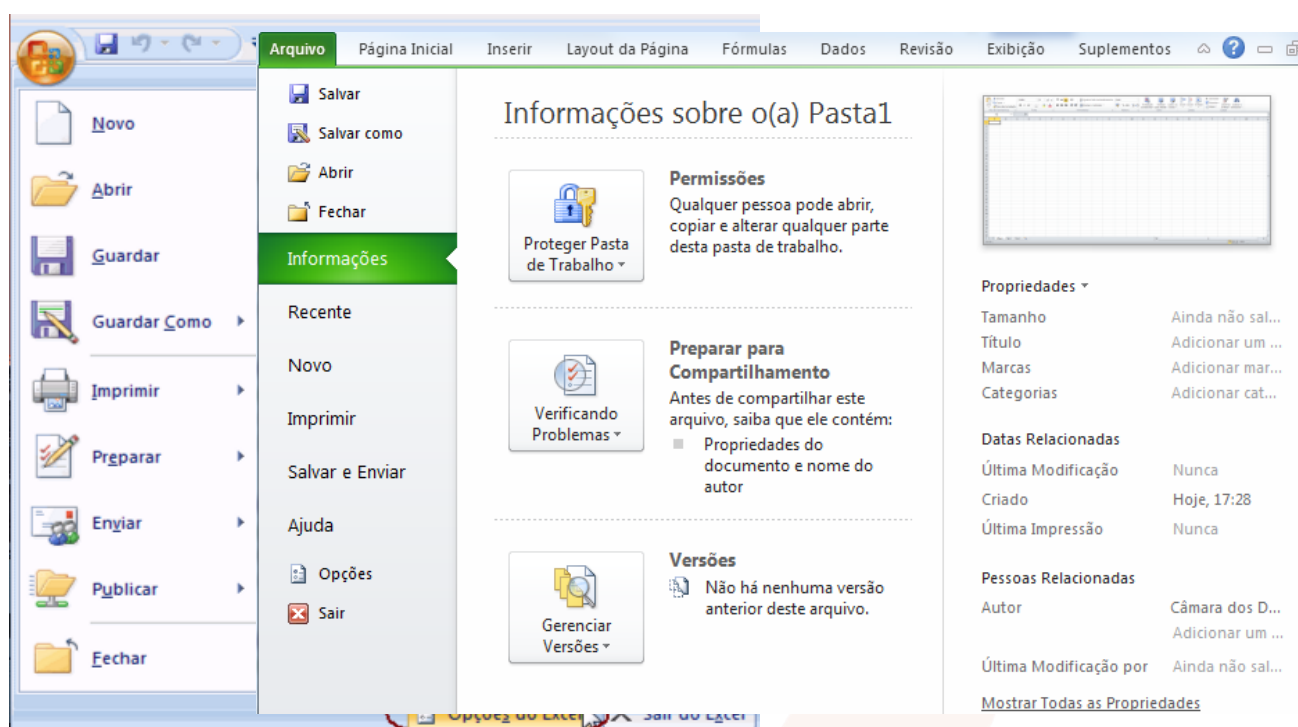 Novo
Abrir
Guardar
Guardar Como
Imprimir
Preparar
Enviar
Publicar
Fechar
Opções do Excel
Sair do Excel
Arquivo Página Inicial Inserir Layout da Página Fórmulas Dados Revisão Exibição Suplementos
Salvar
Salvar como
Abrir
Fechar
Informações
Recente
Novo
Imprimir
Salvar e Enviar
Ajuda
Opções
Sair
Informações sobre o(a) Pasta1
Proteger Pasta
de Trabalho
Permissões
Qualquer pessoa pode abrir,
copiar e alterar qualquer parte
desta pasta de trabalho.
Verificando
Problemas
Preparar para
Compartilhamento
Antes de compartilhar este
arquivo, saiba que ele contém:
Propriedades do
documento e nome do
autor
Gerenciar
Versões
Versões
Não há nenhuma versão
anterior deste arquivo.
Propriedades
Tamanho Ainda não sal...
Título Adicionar um ...
Marcas Adicionar mar...
Categorias Adicionar cat...
Datas Relacionadas
Última Modificação Nunca
Criado Hoje, 17:28
Última Impressão Nunca
Pessoas Relacionadas
Autor Câmara dos D...
Adicionar um ...
Última Modificação por Ainda não sal...
Mostrar Todas as Propriedades